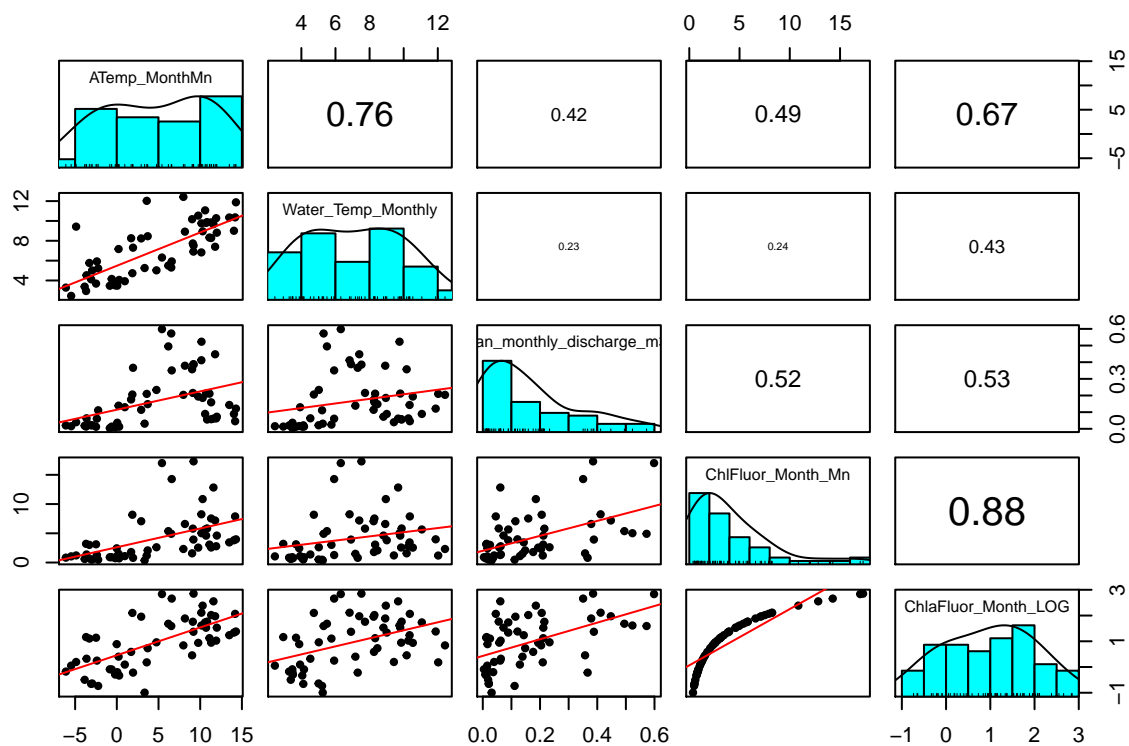 4 6 8 10 12 0 5 10 15
ATemp_MonthMn
0.76
0.42
0.49
0.67
−5 5 10 15
4 8 12
Water_Temp_Monthly
0.23
0.24
0.43
an_monthly_discharge_m3
0.52
0.53
0.0 0.3 0.6
0 10
ChlFluor_Month_Mn
0.88
ChlaFluor_Month_LOG
−1 1 3
−5 0 5 10 15 0.0 0.2 0.4 0.6 −1 0 1 2 3